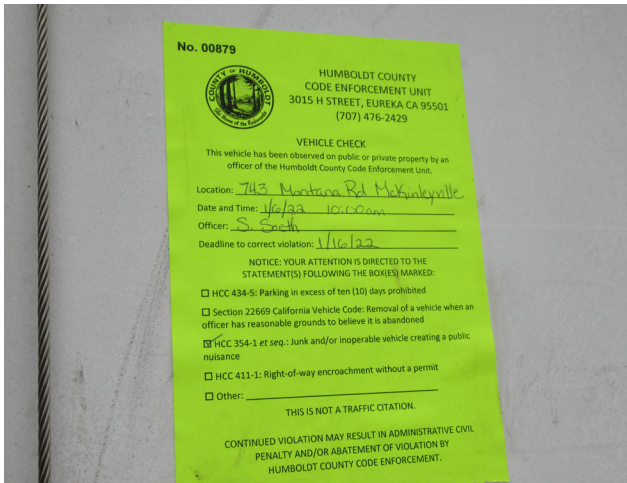 No. 00879
COUNTY OF HUMBOLDT
The Home of the Redwoods
HUMBOLDT COUNTY
CODE ENFORCEMENT UNIT
3015 H STREET, EUREKA CA 95501
(707) 476-2429
VEHICLE CHECK
This vehicle has been observed on public or private property by an
officer of the Humboldt County Code Enforcement Unit.
Location: 743 Montana Rd McKinleyville
Date and Time: 1/6/22 10:00am
Officer: S.
Deadline to correct violation: 1/16/22
NOTICE: YOUR ATTENTION IS DIRECTED TO THE
STATEMENT(S) FOLLOWING THE BOX(ES) MARKED:
☐ HCC 434-5: Parking in excess of ten (10) days prohibited
☐ Section 22669 California Vehicle Code: Removal of a vehicle when an
officer has reasonable grounds to believe it is abandoned
☑ HCC 354-1 et seq.: Junk and/or inoperable vehicle creating a public
nuisance
☐ HCC 411-1: Right-of-way encroachment without a permit
☐ Other:
THIS IS NOT A TRAFFIC CITATION.
CONTINUED VIOLATION MAY RESULT IN ADMINISTRATIVE CIVIL
PENALTY AND/OR ABATEMENT OF VIOLATION BY
HUMBOLDT COUNTY CODE ENFORCEMENT.